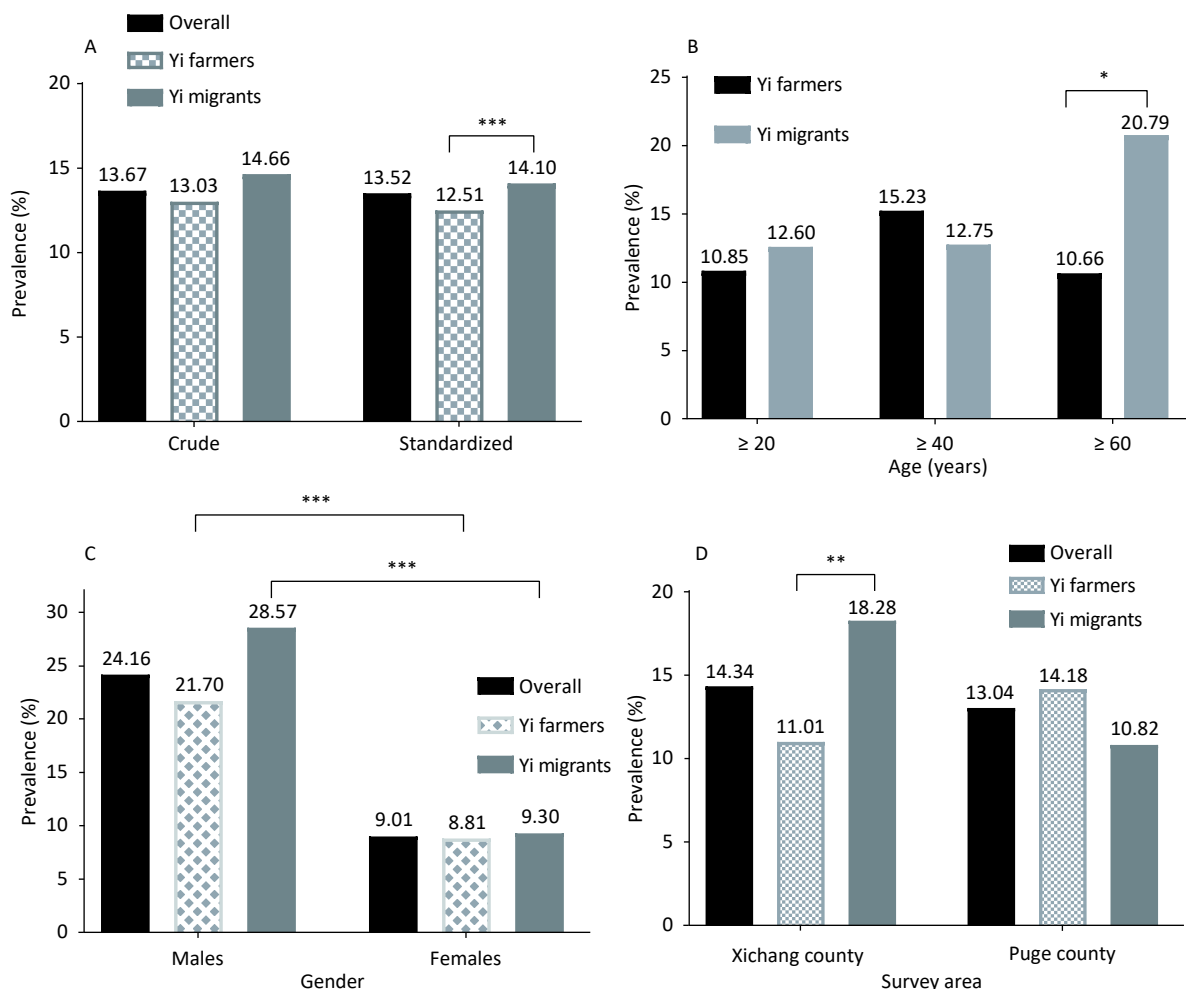 A
Overall
Yi farmers
Yi migrants
Prevalence (%)
20
15
10
5
0
13.67
13.03
14.66
13.52
12.51
14.10
***
Crude
Standardized
B
Yi farmers
Yi migrants
Prevalence (%)
25
20
15
10
5
0
10.85
12.60
15.23
12.75
10.66
20.79
*
≥ 20
≥ 40
≥ 60
Age (years)
C
***
***
Overall
Yi farmers
Yi migrants
Prevalence (%)
30
25
20
15
10
5
0
24.16
21.70
28.57
9.01
8.81
9.30
Males
Females
Gender
D
Overall
Yi farmers
Yi migrants
Prevalence (%)
20
15
10
5
0
14.34
11.01
18.28
**
13.04
14.18
10.82
Xichang county
Puge county
Survey area